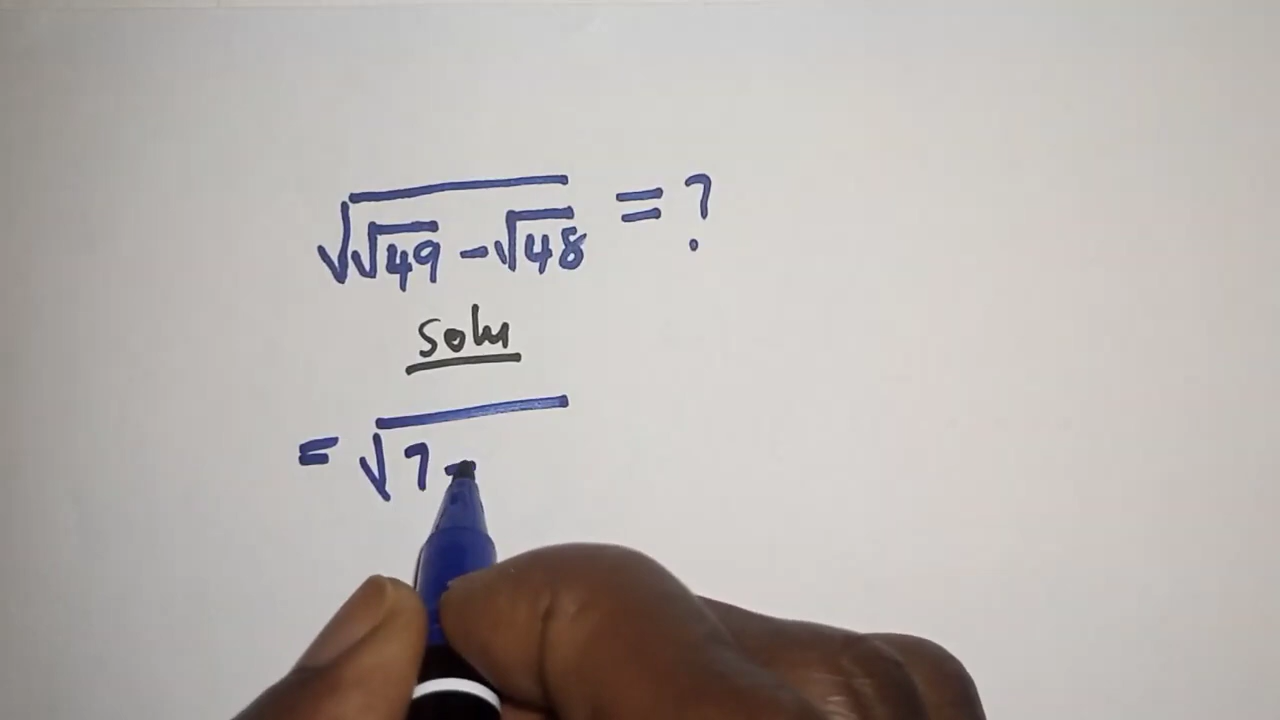 √(√49 - √48) = ?
Soln
= √7 -